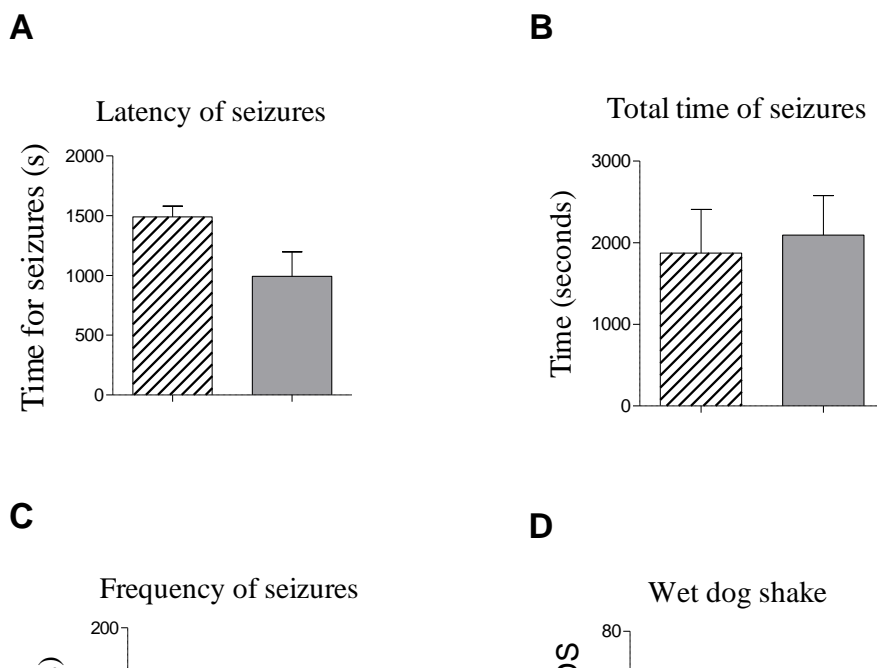 A
Latency of seizures
Time for seizures (s)
2000
1500
1000
500
0
B
Total time of seizures
Time (seconds)
3000
2000
1000
0
C
Frequency of seizures
200
D
Wet dog shake
80